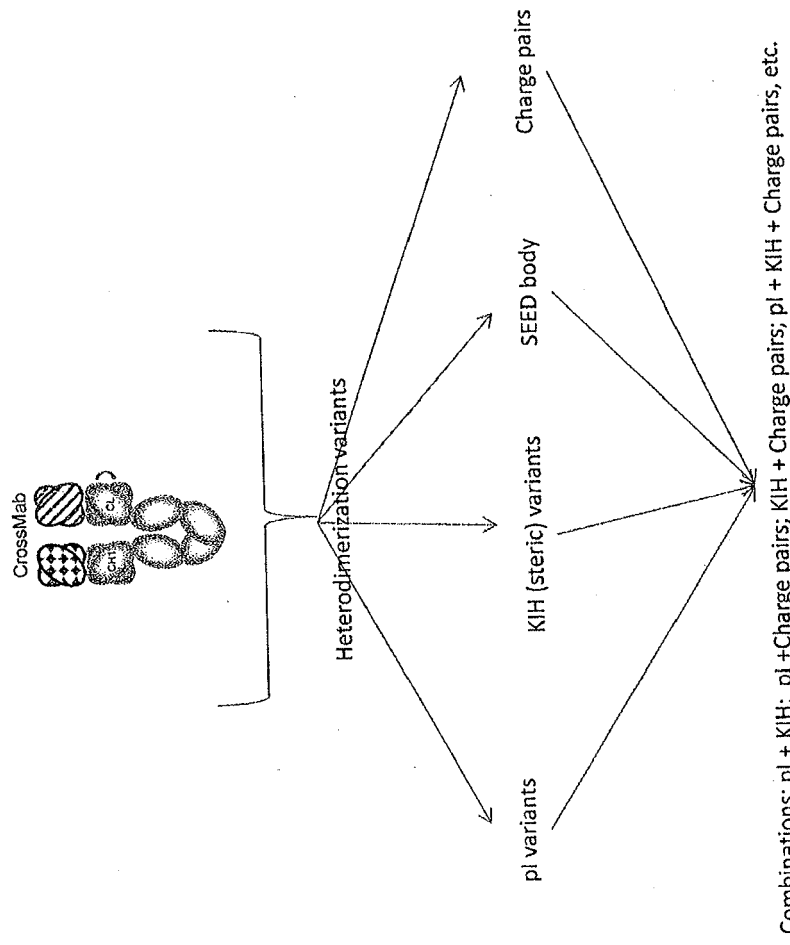 CrossMab
CH1
CL
Heterodimerization variants
pI variants
KIH (steric) variants
SEED body
Charge pairs
Combinations: pI + KIH; pI +Charge pairs; KIH + Charge pairs; pI + KIH + Charge pairs, etc.